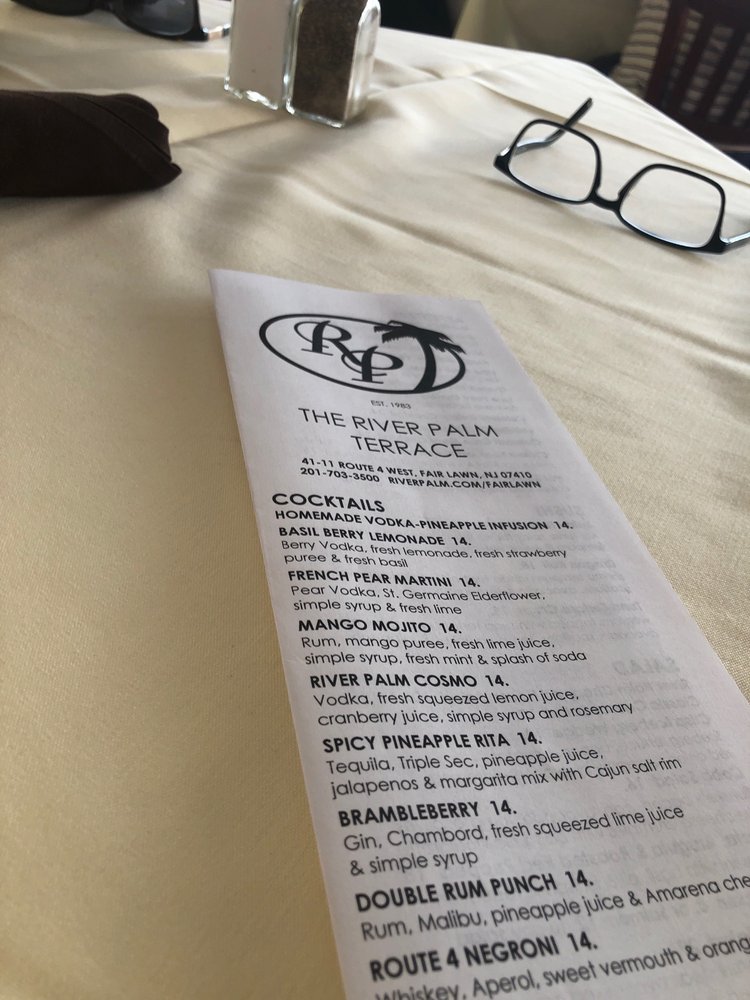 RP
EST. 1983
THE RIVER PALM
TERRACE
41-11 ROUTE 4 WEST, FAIR LAWN, NJ 07410
201-703-3500 RIVERPALM.COM/FAIRLAWN
COCKTAILS
HOMEMADE VODKA-PINEAPPLE INFUSION 14.
BASIL BERRY LEMONADE 14.
Berry Vodka, fresh lemonade, fresh strawberry
puree & fresh basil
FRENCH PEAR MARTINI 14.
Pear Vodka, St. Germaine Elderflower,
simple syrup & fresh lime
MANGO MOJITO 14.
Rum, mango puree, fresh lime juice,
simple syrup, fresh mint & splash of soda
RIVER PALM COSMO 14.
Vodka, fresh squeezed lemon juice,
cranberry juice, simple syrup and rosemary
SPICY PINEAPPLE RITA 14.
Tequila, Triple Sec, pineapple juice,
jalapenos & margarita mix with Cajun salt rim
BRAMBLEBERRY 14.
Gin, Chambord, fresh squeezed lime juice
& simple syrup
DOUBLE RUM PUNCH 14.
Rum, Malibu, pineapple juice & Amarena che
ROUTE 4 NEGRONI 14.
Whiskey, Aperol, sweet vermouth & orang